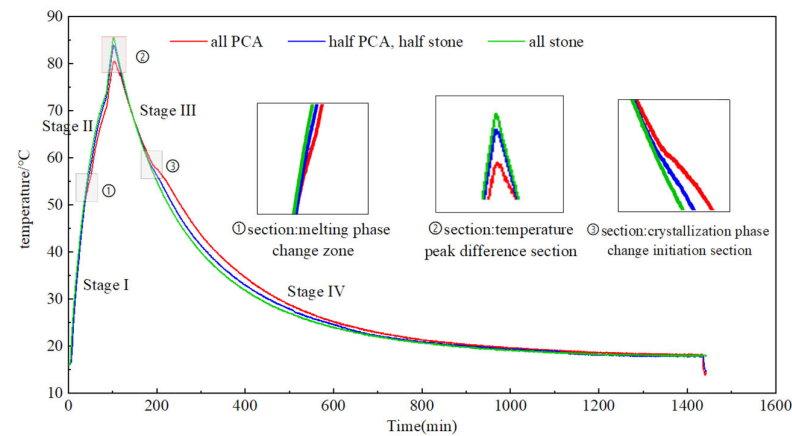 90
80
70
60
50
40
30
20
10
temperature/°C
0
200
400
600
800
1000
1200
1400
1600
Time(min)
all PCA
half PCA, half stone
all stone
②
Stage III
Stage II
③
①
Stage I
Stage IV
①section:melting phase
change zone
②section:temperature
peak difference section
③section:crystallization phase
change initiation section